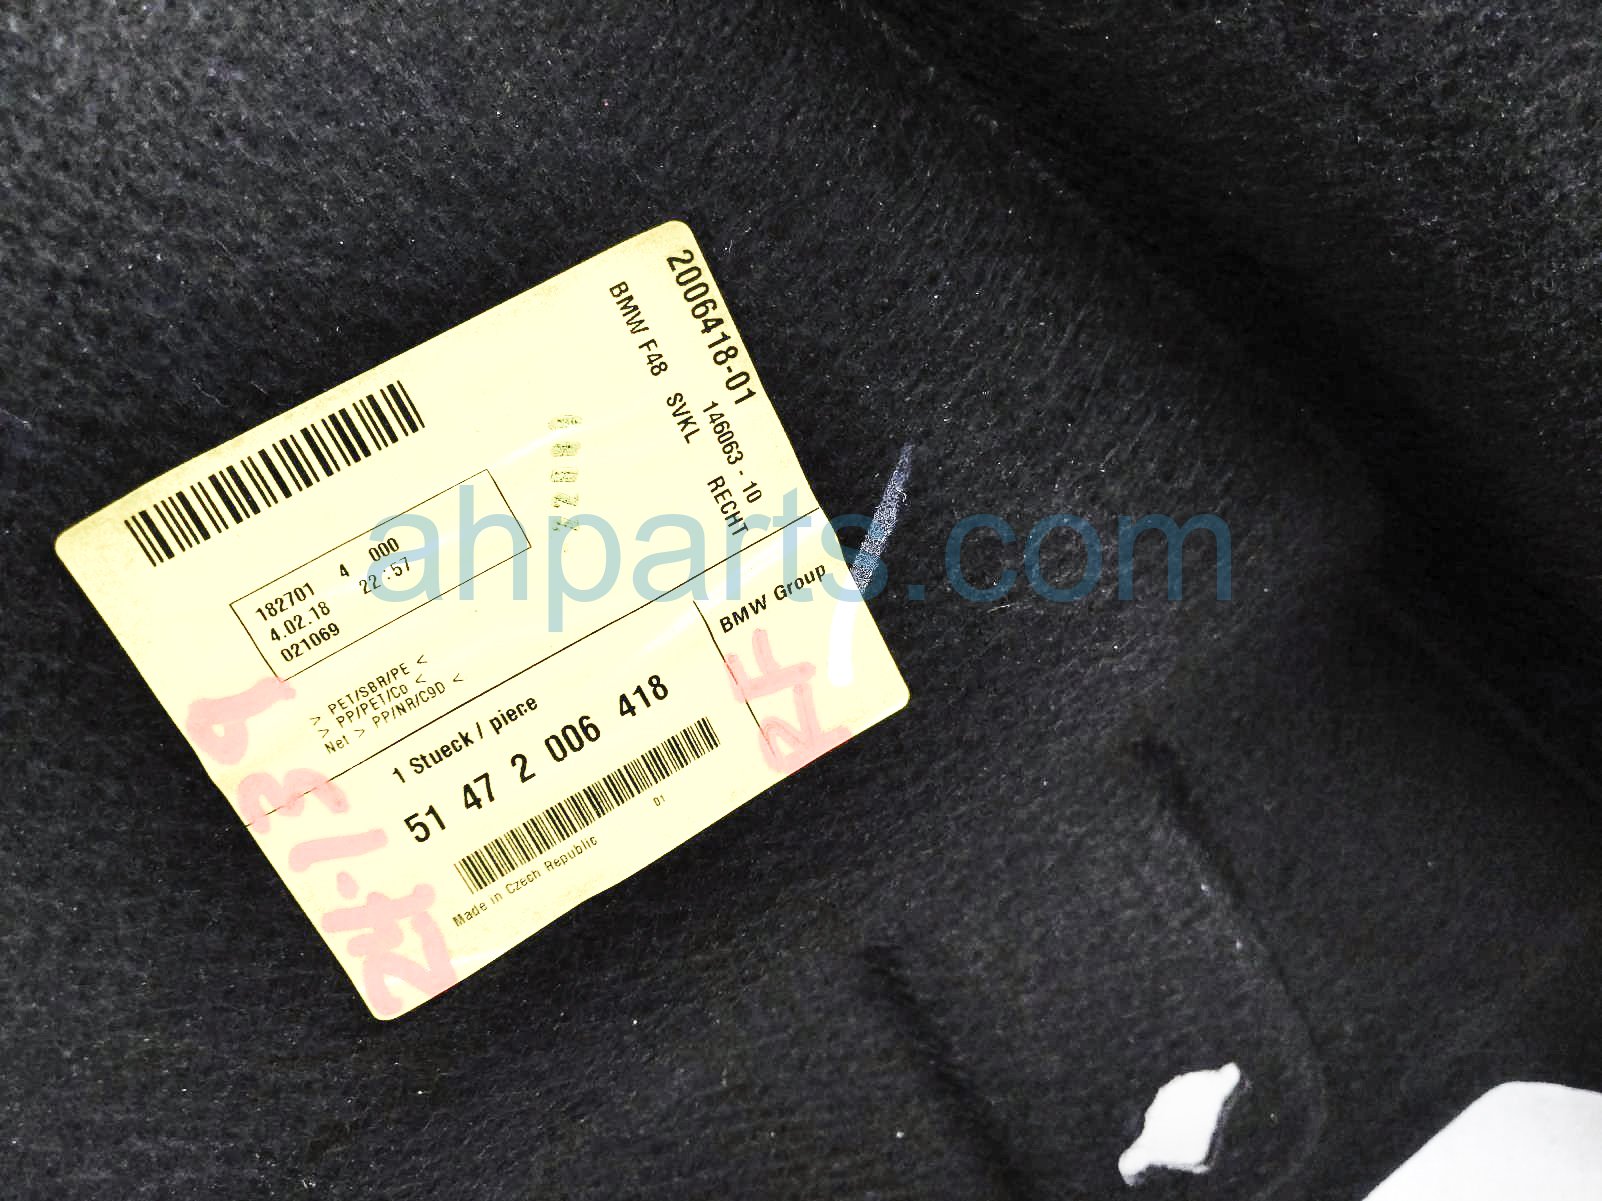 2006418-01
146063 - 10
BMW F48 SVKL RECHT
182701 4 000
4.02.18 22:57
021069
> PET/SBR/PE <
> PP/PET/Co <
Net > PP/NR/C9D <
1 Stueck / piece
51 47 2 006 418
01
Made in Czech Republic
BMW Group
ahparts.com